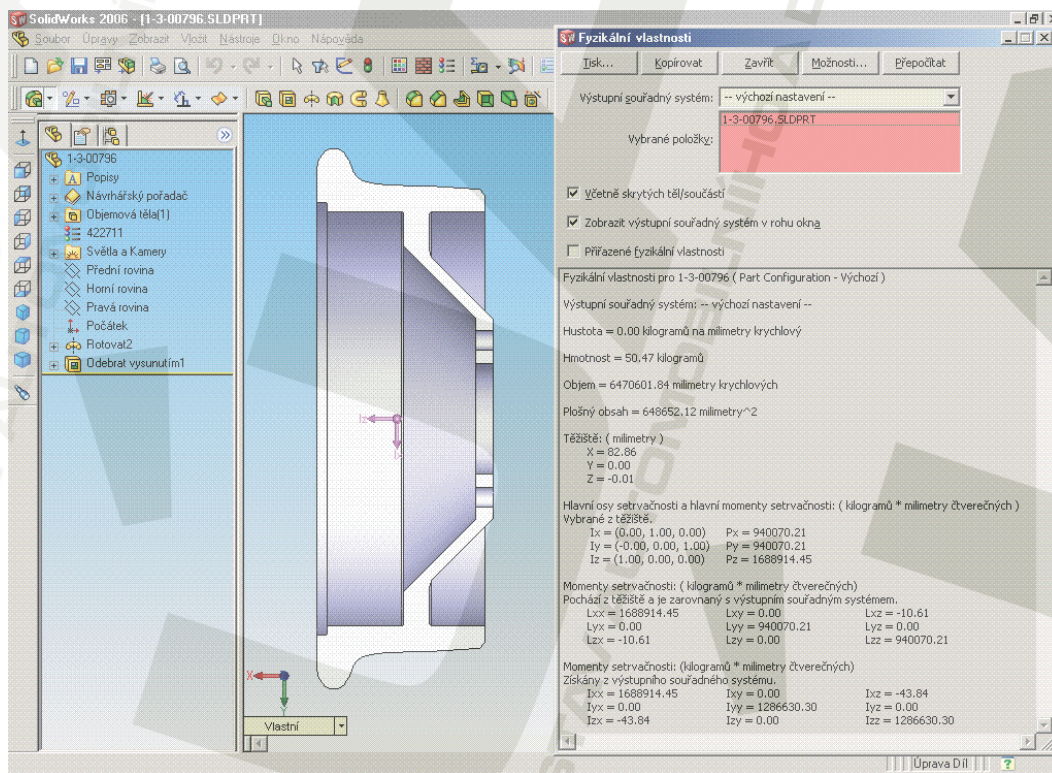 SolidWorks 2006 - [1-3-00796.SLDPRT]
Soubor Úpravy Zobrazit Vložit Nástroje Okno Nápověda
1-3-00796
Popisy
Návrhářský pořadač
Objemová těla(1)
422711
Světla a Kamery
Přední rovina
Horní rovina
Pravá rovina
Počátek
Rotovat2
Odebrat vysunutím1
Iz
X
Y
Vlastní
Fyzikální vlastnosti
Tisk... Kopírovat Zavřít Možnosti... Přepočítat
Výstupní souřadný systém: -- výchozí nastavení --
1-3-00796.SLDPRT
Vybrané položky:
Včetně skrytých těl/součástí
Zobrazit výstupní souřadný systém v rohu okna
Přiřazené fyzikální vlastnosti
Fyzikální vlastnosti pro 1-3-00796 ( Part Configuration - Výchozí )
Výstupní souřadný systém: -- výchozí nastavení --
Hustota = 0.00 kilogramů na milimetry krychlový
Hmotnost = 50.47 kilogramů
Objem = 6470601.84 milimetry krychlových
Plošný obsah = 648652.12 milimetry^2
Těžiště: ( milimetry )
X = 82.86
Y = 0.00
Z = -0.01
Hlavní osy setrvačnosti a hlavní momenty setrvačnosti: ( kilogramů * milimetry čtverečných )
Vybrané z těžiště.
Ix = (0.00, 1.00, 0.00) Px = 940070.21
Iy = (-0.00, 0.00, 1.00) Py = 940070.21
Iz = (1.00, 0.00, 0.00) Pz = 1688914.45
Momenty setrvačnosti: ( kilogramů * milimetry čtverečných)
Pochází z těžiště a je zarovnaný s výstupním souřadným systémem.
Lxx = 1688914.45 Lxy = 0.00 Lxz = -10.61
Lyx = 0.00 Lyy = 940070.21 Lyz = 0.00
Lzx = -10.61 Lzy = 0.00 Lzz = 940070.21
Momenty setrvačnosti: (kilogramů * milimetry čtverečných)
Získány z výstupního souřadného systému.
Ixx = 1688914.45 Ixy = 0.00 Ixz = -43.84
Iyx = 0.00 Iyy = 1286630.30 Iyz = 0.00
Izx = -43.84 Izy = 0.00 Izz = 1286630.30
Úprava Díl